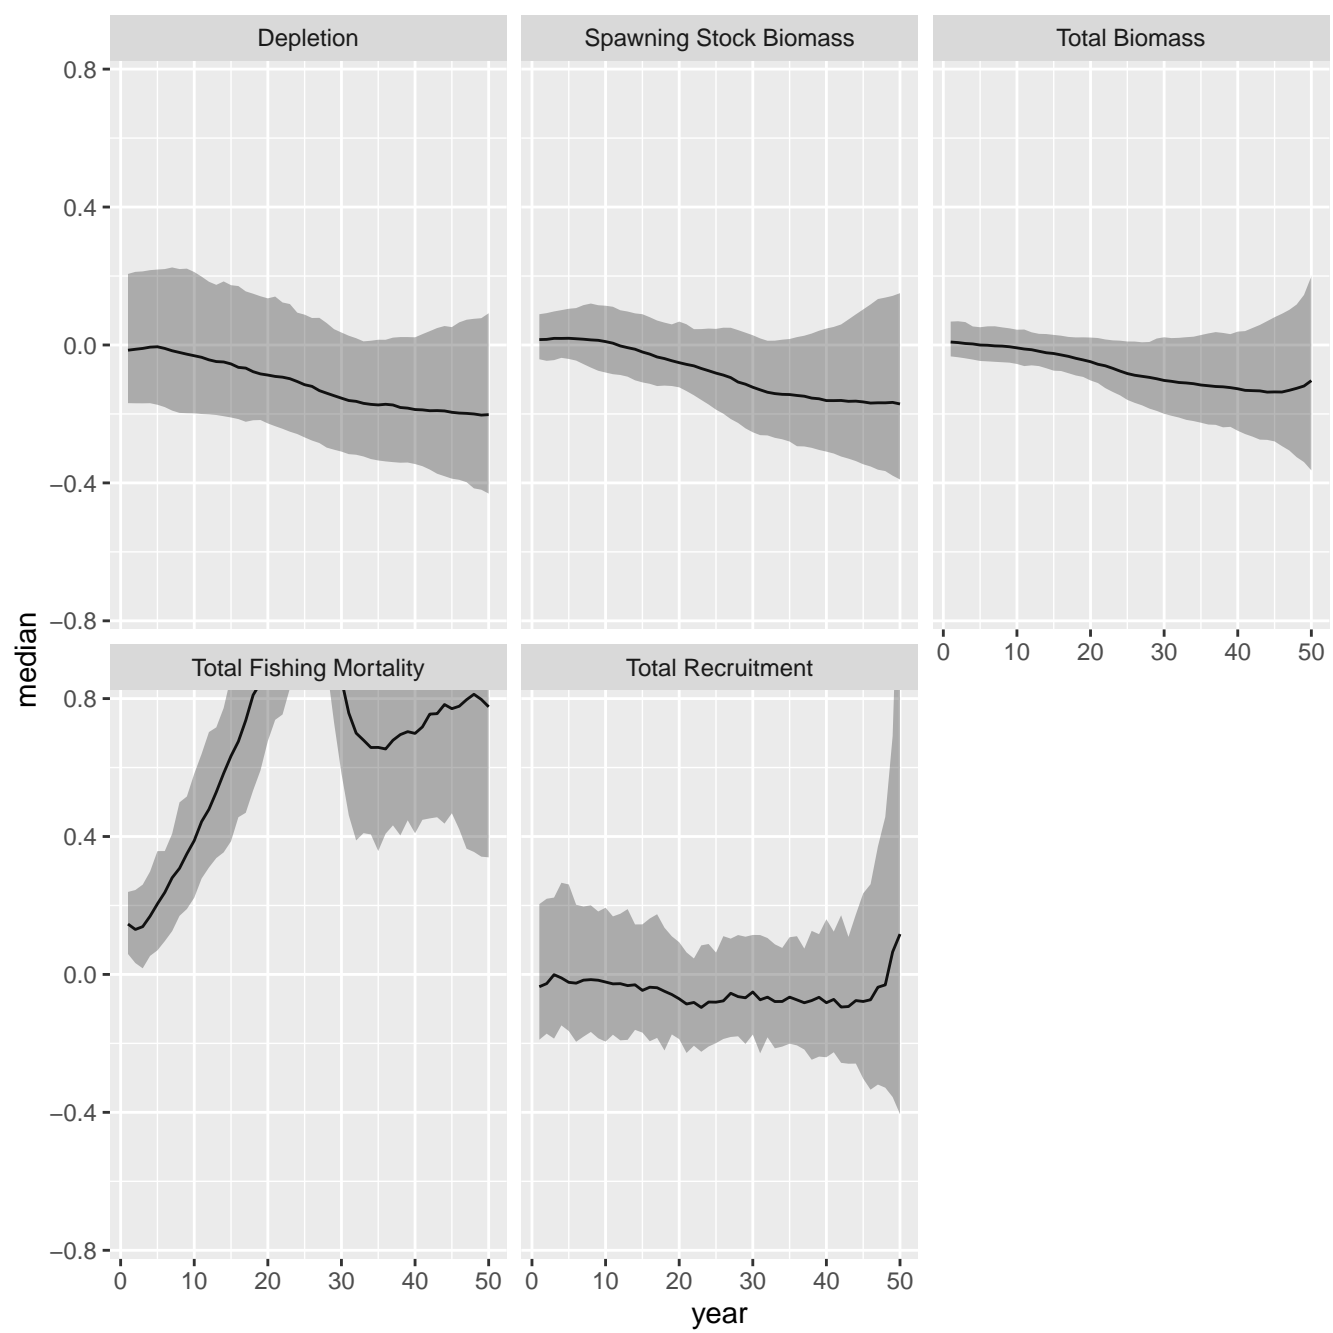 Depletion
Spawning Stock Biomass
Total Biomass
0.8
0.4
0.0
−0.4
−0.8
0 10 20 30 40 50
median
Total Fishing Mortality
Total Recruitment
0.8
0.4
0.0
−0.4
−0.8
0 10 20 30 40 50
0 10 20 30 40 50
year